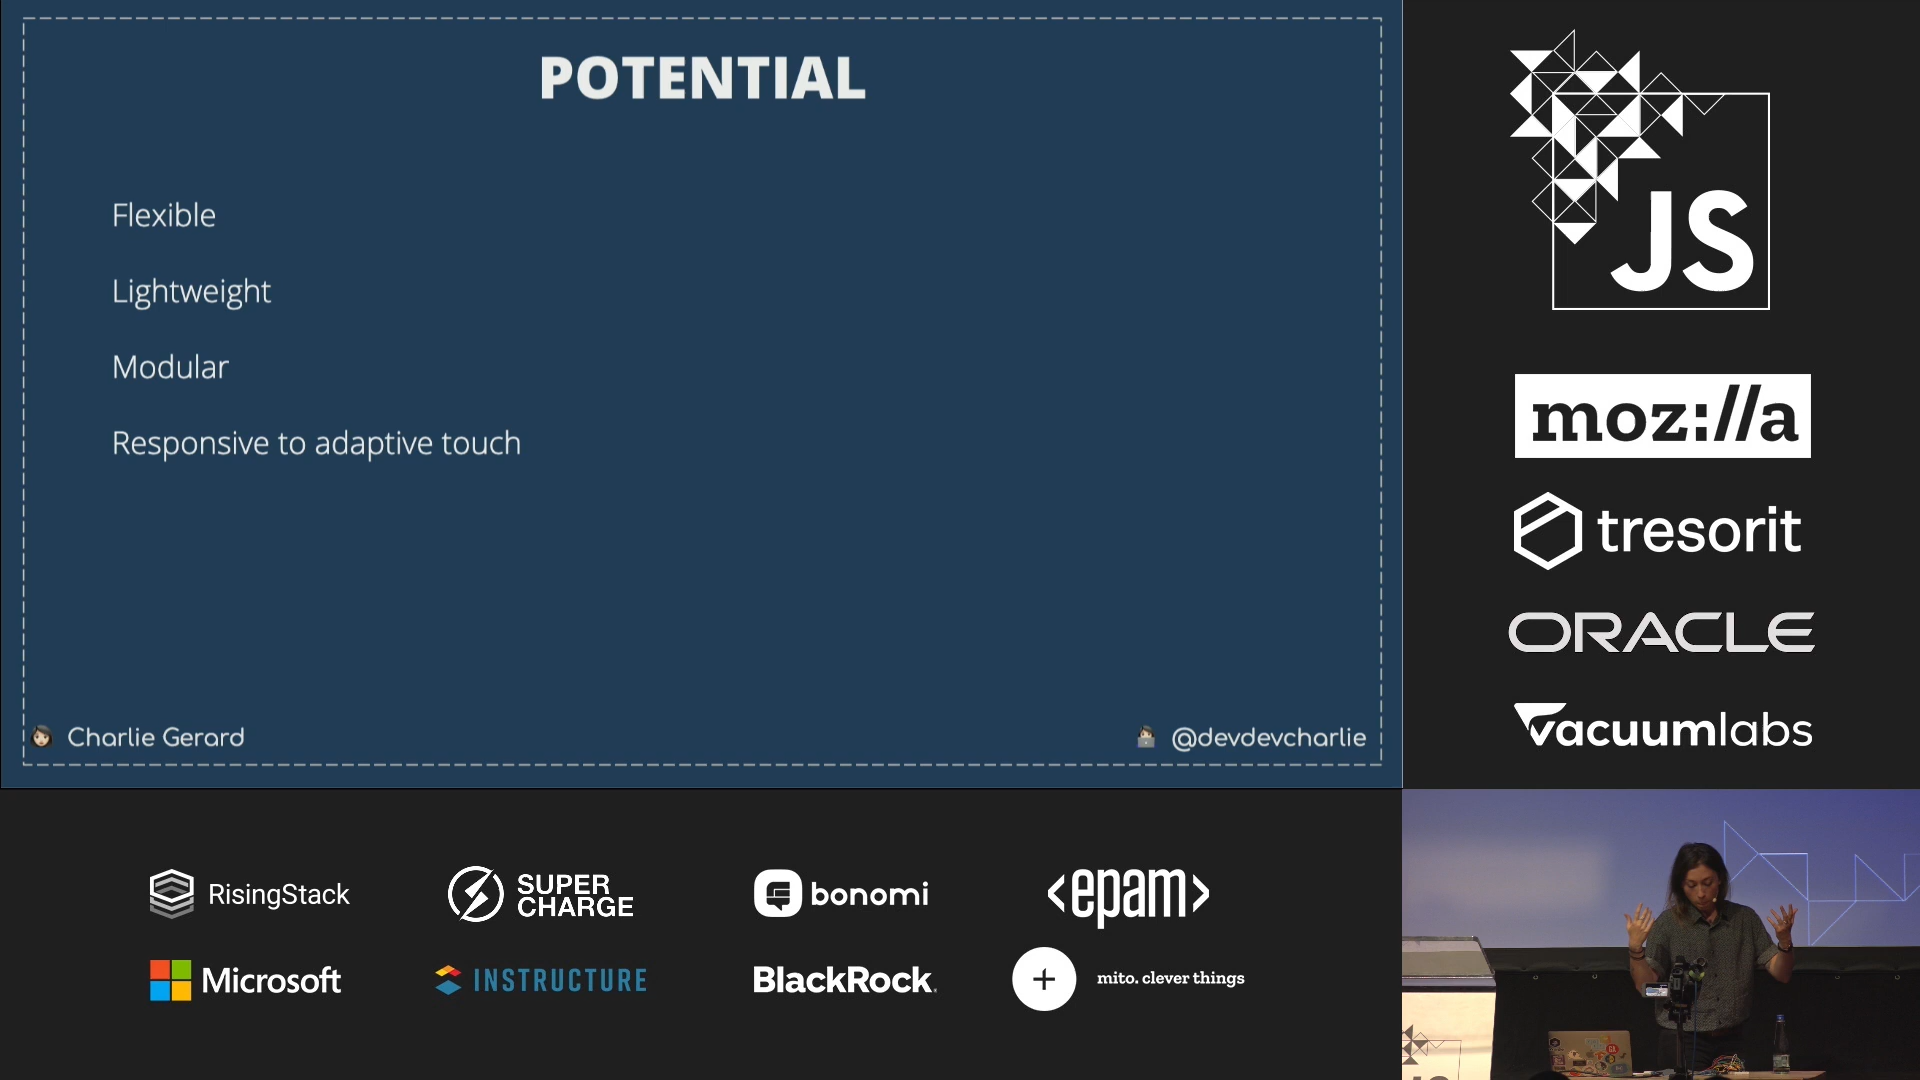 POTENTIAL
Flexible
Lightweight
Modular
Responsive to adaptive touch
Charlie Gerard
@devdevcharlie
JS
moz://a
tresorit
ORACLE
vacuumlabs
RisingStack
SUPER
CHARGE
bonomi
<epam>
Microsoft
INSTRUCTURE
BlackRock.
+
mito. clever things